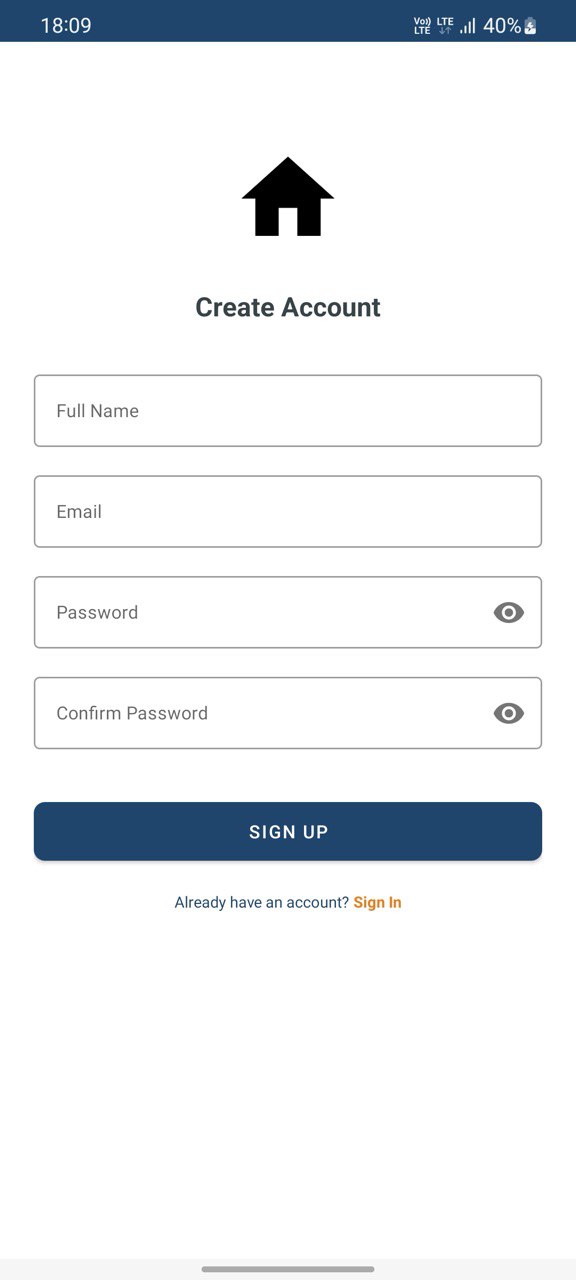 18:09 Vo)) LTE LTE 40%
Create Account
Full Name
Email
Password
Confirm Password
SIGN UP
Already have an account? Sign In